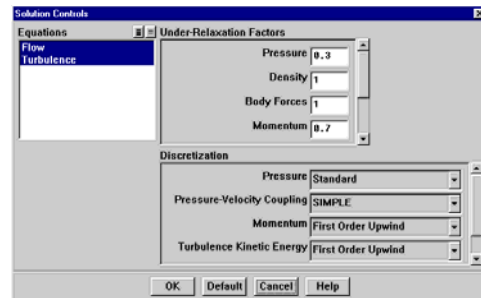 Solution Controls
Equations
Flow
Turbulence
Under-Relaxation Factors
Pressure 0.3
Density 1
Body Forces 1
Momentum 0.7
Discretization
Pressure Standard
Pressure-Velocity Coupling SIMPLE
Momentum First Order Upwind
Turbulence Kinetic Energy First Order Upwind
OK Default Cancel Help